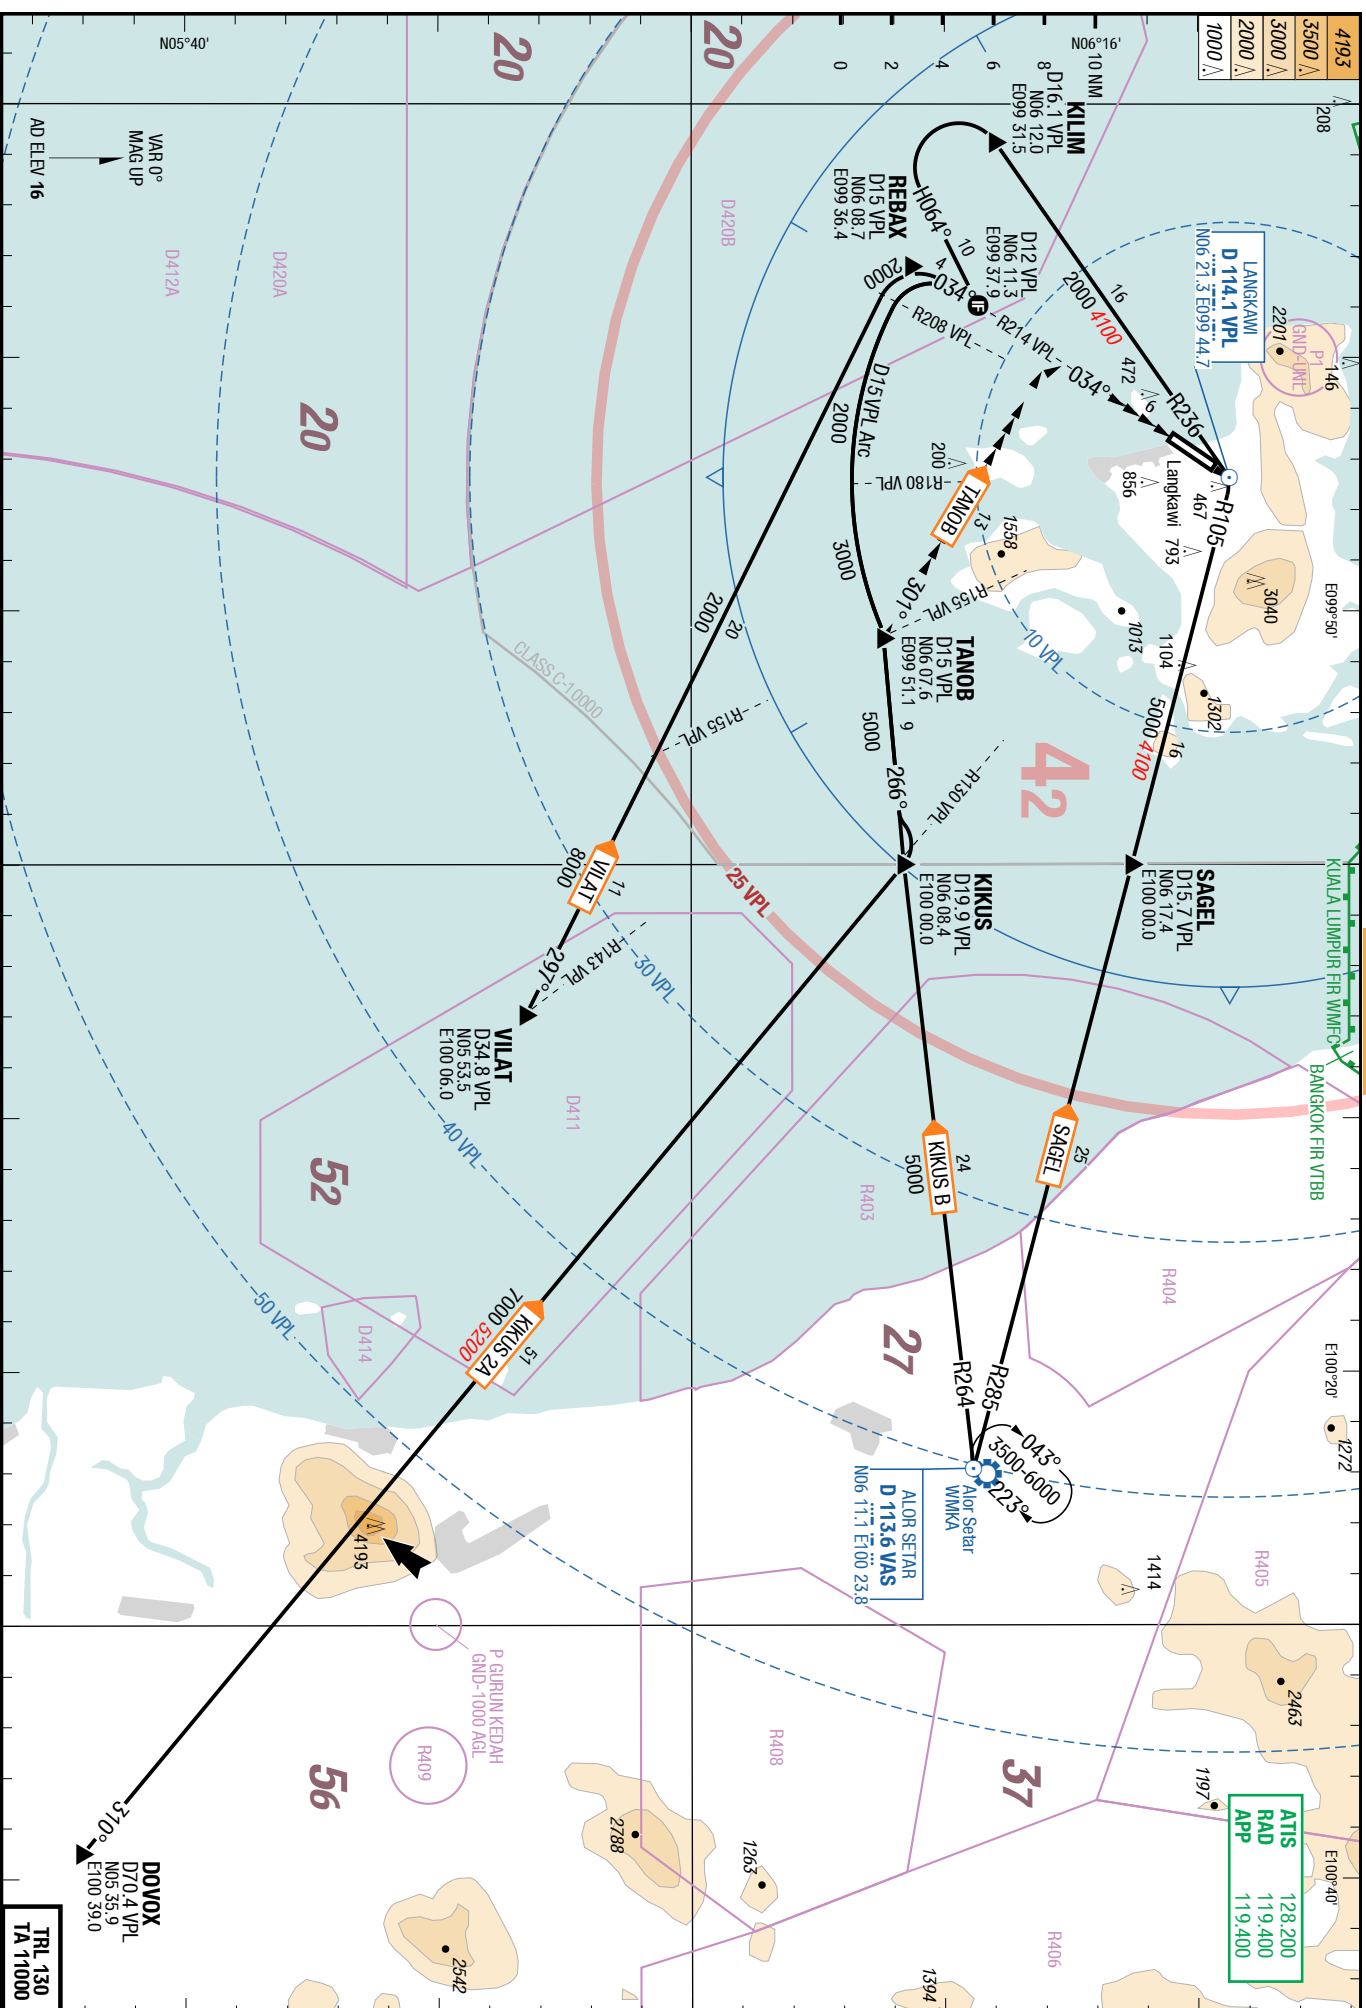 4193
3500
3000
2000
1000
10 NM
8
6
4
2
0
N06°16'
N05°40'
E099°50'
E100°20'
E100°40'
208
VAR 0°
MAG UP
AD ELEV 16
20
20
20
42
52
27
37
56
D412A
D420A
D420B
KILIM
D16.1 VPL
N06 12.0
E099 31.5
REBAX
D15 VPL
N06 08.7
E099 36.4
D12 VPL
N06 11.3
E099 37.9
IF
H064°
10
4
034°
2000
16
2000 4100
R236
R208 VPL
R214 VPL
034°
6
472
LANGKAWI
D 114.1 VPL
N06 21.3 E099 44.7
P1
GND-UNL
2201
146
D15 VPL Arc
2000
3000
200
R180 VPL
TANOB
13
301°
R155 VPL
1558
856
Langkawi
467
793
3040
R105
1013
1104
1302
10 VPL
TANOB
D15 VPL
N06 07.6
E099 51.1
9
5000
266°
R130 VPL
16
5000 4100
20
2000
CLASS C-10000
R155 VPL
25 VPL
VILAT
11
8000
297°
R143 VPL
VILAT
D34.8 VPL
N05 53.5
E100 06.0
KIKUS
D19.9 VPL
N06 08.4
E100 00.0
SAGEL
D15.7 VPL
N06 17.4
E100 00.0
KUALA LUMPUR FIR WMFC
BANGKOK FIR VTBB
30 VPL
40 VPL
50 VPL
D411
R403
R404
D414
SAGEL
25
KIKUS B
24
5000
KIKUS 2A
51
7000 5200
R264
R285
043°
3500-6000
223°
Alor Setar
WMKA
ALOR SETAR
D 113.6 VAS
N06 11.1 E100 23.8
1272
1414
R405
2463
1197
4193
P GURUN KEDAH
GND-1000 AGL
R409
R408
2788
1263
R406
1394
2542
310°
DOVOX
D70.4 VPL
N05 35.9
E100 39.0
ATIS 128.200
RAD 119.400
APP 119.400
TRL 130
TA 11000